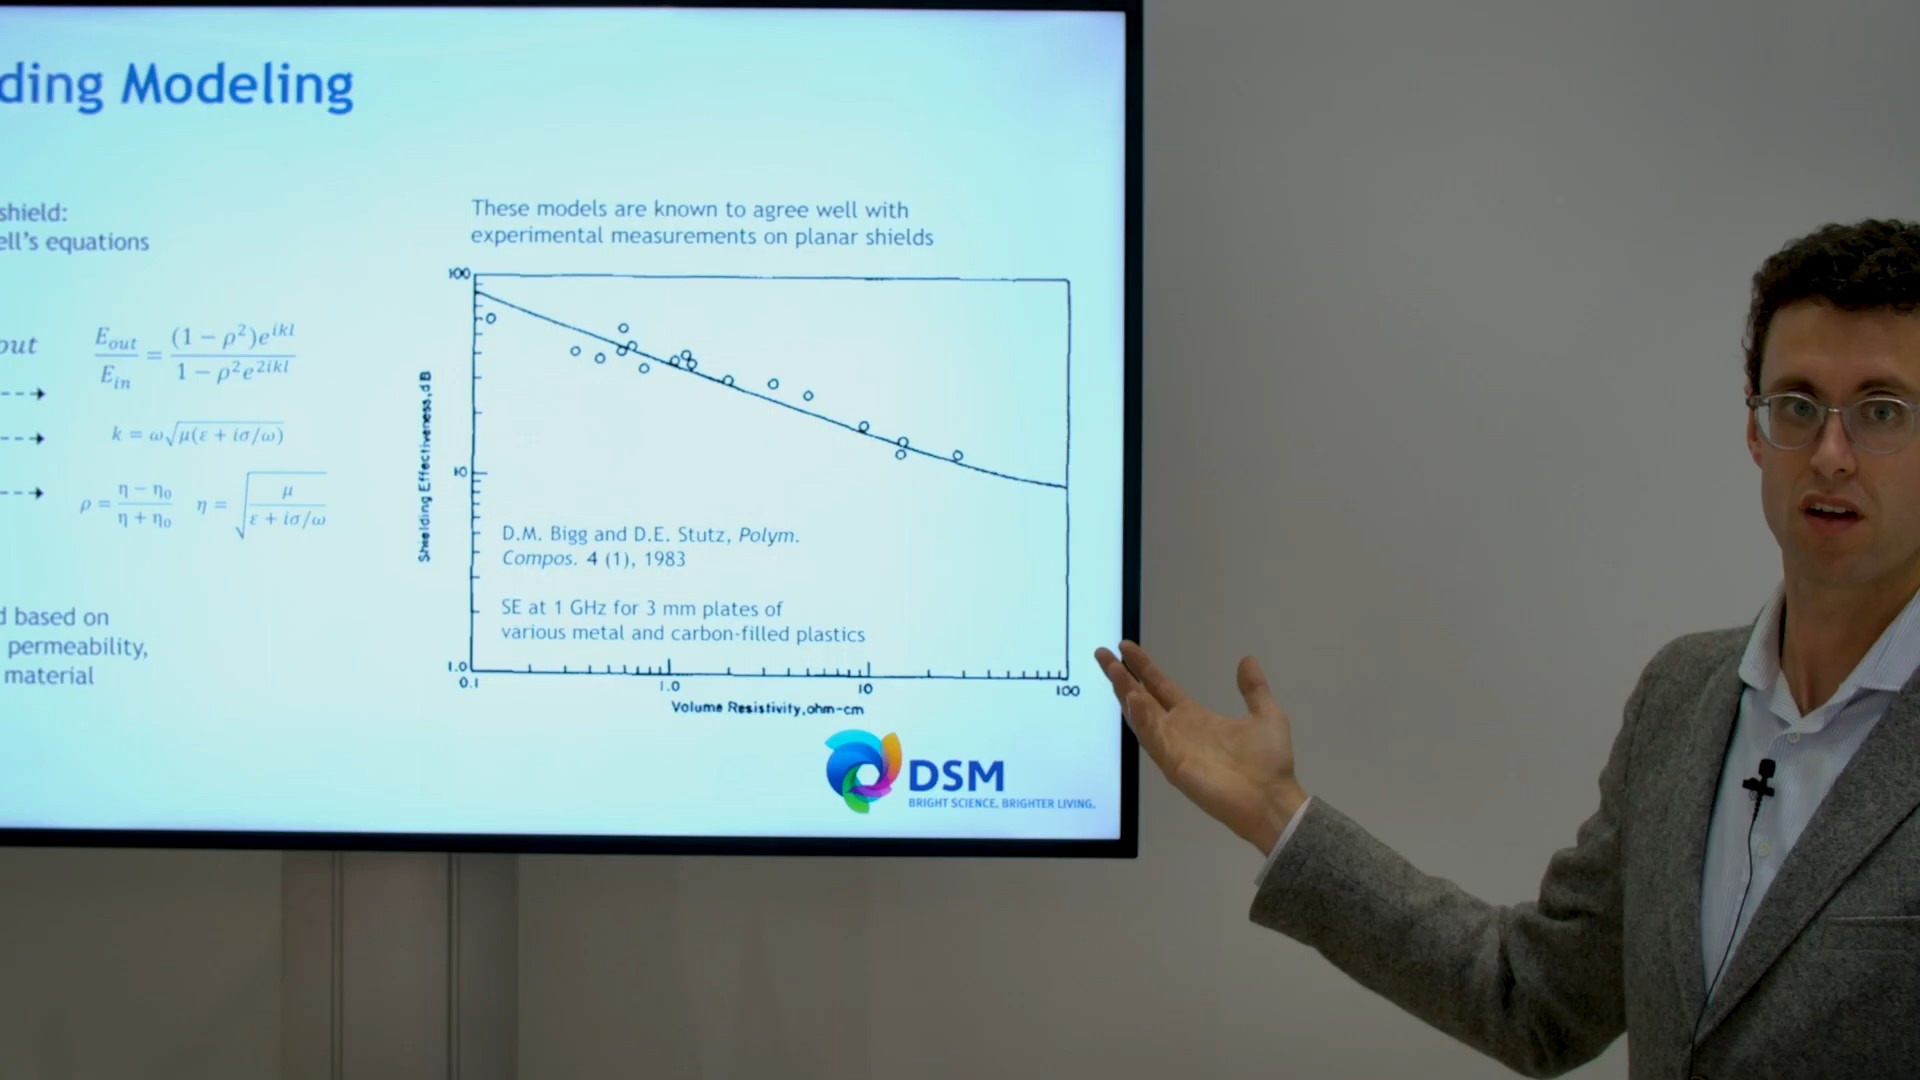 ding Modeling
shield:
ell's equations
out
E_out / E_in = (1 − ρ²)e^{ikl} / 1 − ρ²e^{2ikl}
k = ω√μ(ε + iσ/ω)
ρ = η − η₀ / η + η₀   η = √ μ / ε + iσ/ω
d based on
permeability,
material
These models are known to agree well with
experimental measurements on planar shields
100
10
1.0
Shielding Effectiveness, dB
D.M. Bigg and D.E. Stutz, Polym.
Compos. 4 (1), 1983
SE at 1 GHz for 3 mm plates of
various metal and carbon-filled plastics
0.1 1.0 10 100
Volume Resistivity, ohm-cm
DSM
BRIGHT SCIENCE. BRIGHTER LIVING.